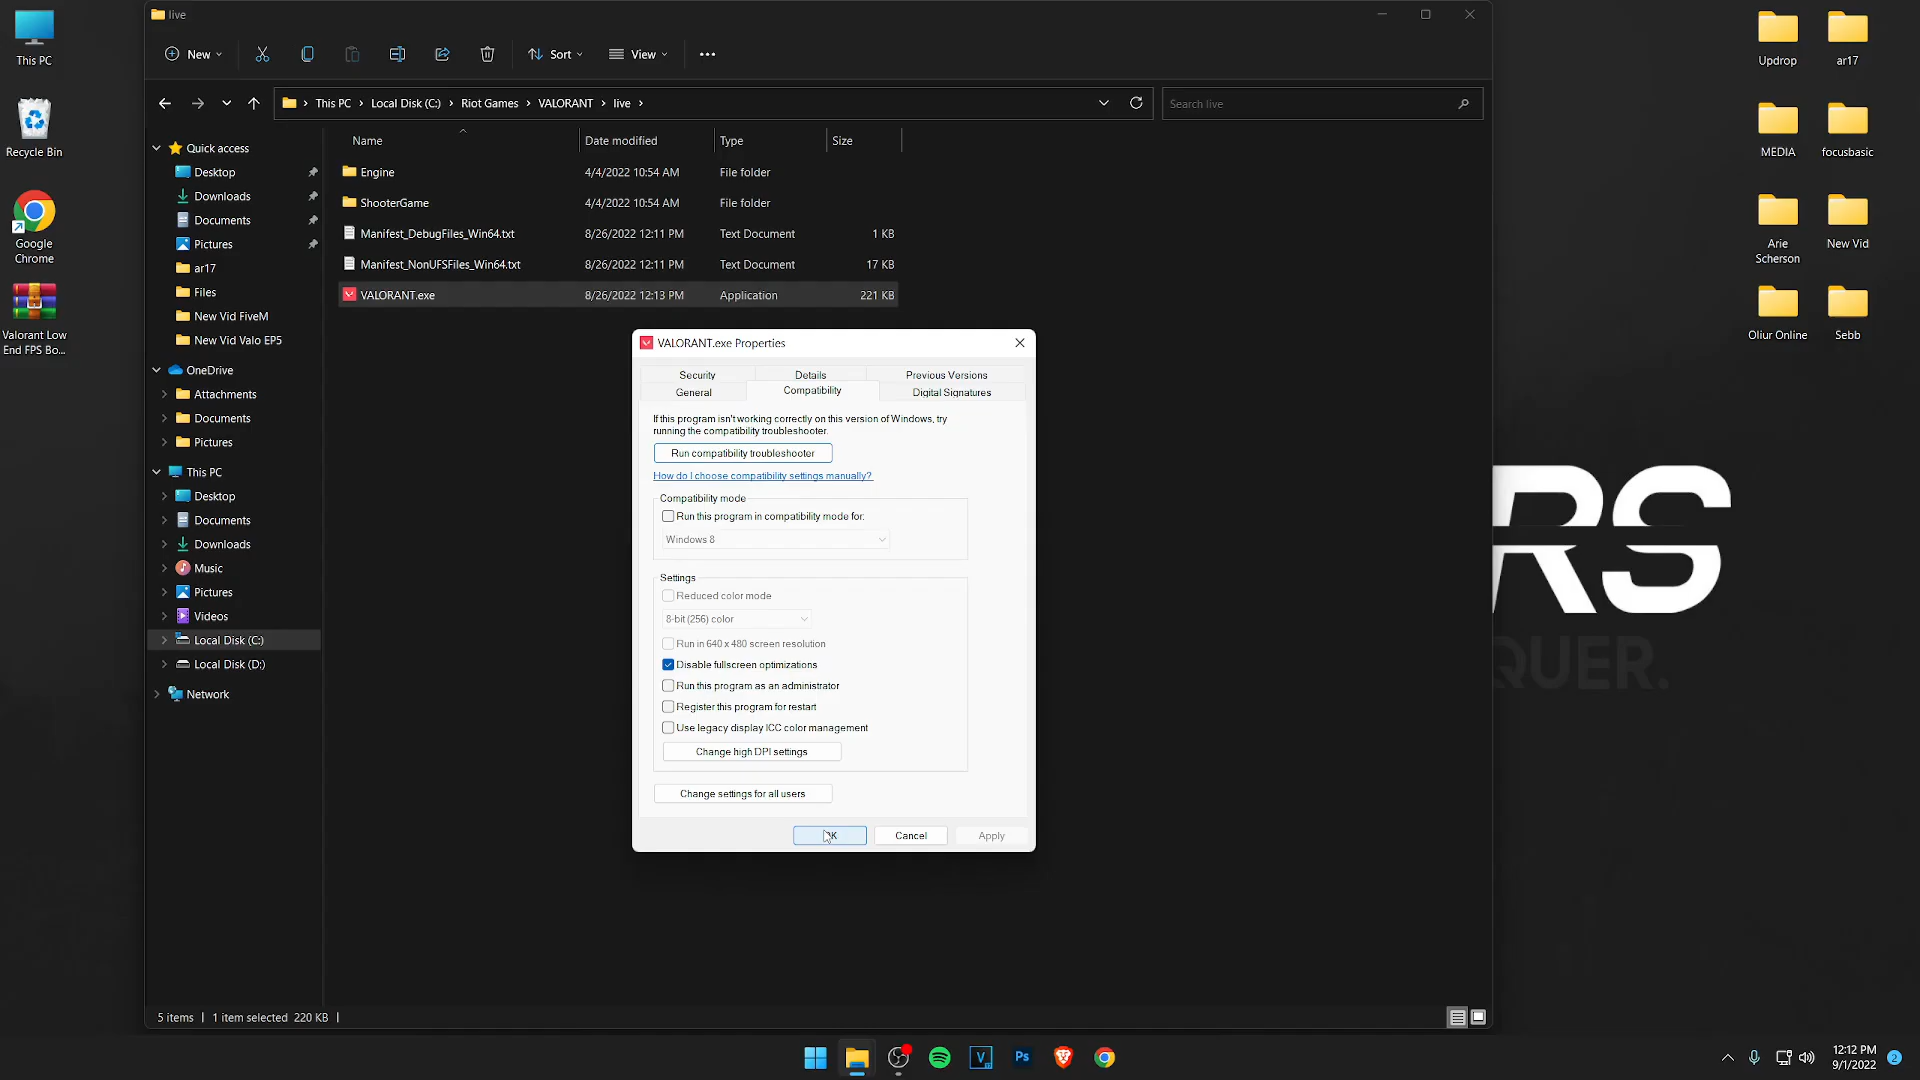 live
New
Sort
View
This PC
Local Disk (C:)
Riot Games
VALORANT
live
Search live
Name
Date modified
Type
Size
Engine
4/4/2022 10:54 AM
File folder
ShooterGame
4/4/2022 10:54 AM
File folder
Manifest_DebugFiles_Win64.txt
8/26/2022 12:11 PM
Text Document
1 KB
Manifest_NonUFSFiles_Win64.txt
8/26/2022 12:11 PM
Text Document
17 KB
VALORANT.exe
8/26/2022 12:13 PM
Application
221 KB
Quick access
Desktop
Downloads
Documents
Pictures
ar17
Files
New Vid FiveM
New Vid Valo EP5
OneDrive
Attachments
Documents
Pictures
This PC
Desktop
Documents
Downloads
Music
Pictures
Videos
Local Disk (C:)
Local Disk (D:)
Network
VALORANT.exe Properties
Security
Details
Previous Versions
General
Compatibility
Digital Signatures
If this program isn't working correctly on this version of Windows, try
running the compatibility troubleshooter.
Run compatibility troubleshooter
How do I choose compatibility settings manually?
Compatibility mode
Run this program in compatibility mode for:
Windows 8
Settings
Reduced color mode
8-bit (256) color
Run in 640 x 480 screen resolution
Disable fullscreen optimizations
Run this program as an administrator
Register this program for restart
Use legacy display ICC color management
Change high DPI settings
Change settings for all users
Cancel
Apply
5 items
1 item selected 220 KB
This PC
Recycle Bin
Google
Chrome
Valorant Low
End FPS Bo...
Updrop
ar17
MEDIA
focusbasic
Arie
Scherson
New Vid
Oliur Online
Sebb
RS
QUER.
V
Ps
12:12 PM
9/1/2022
2